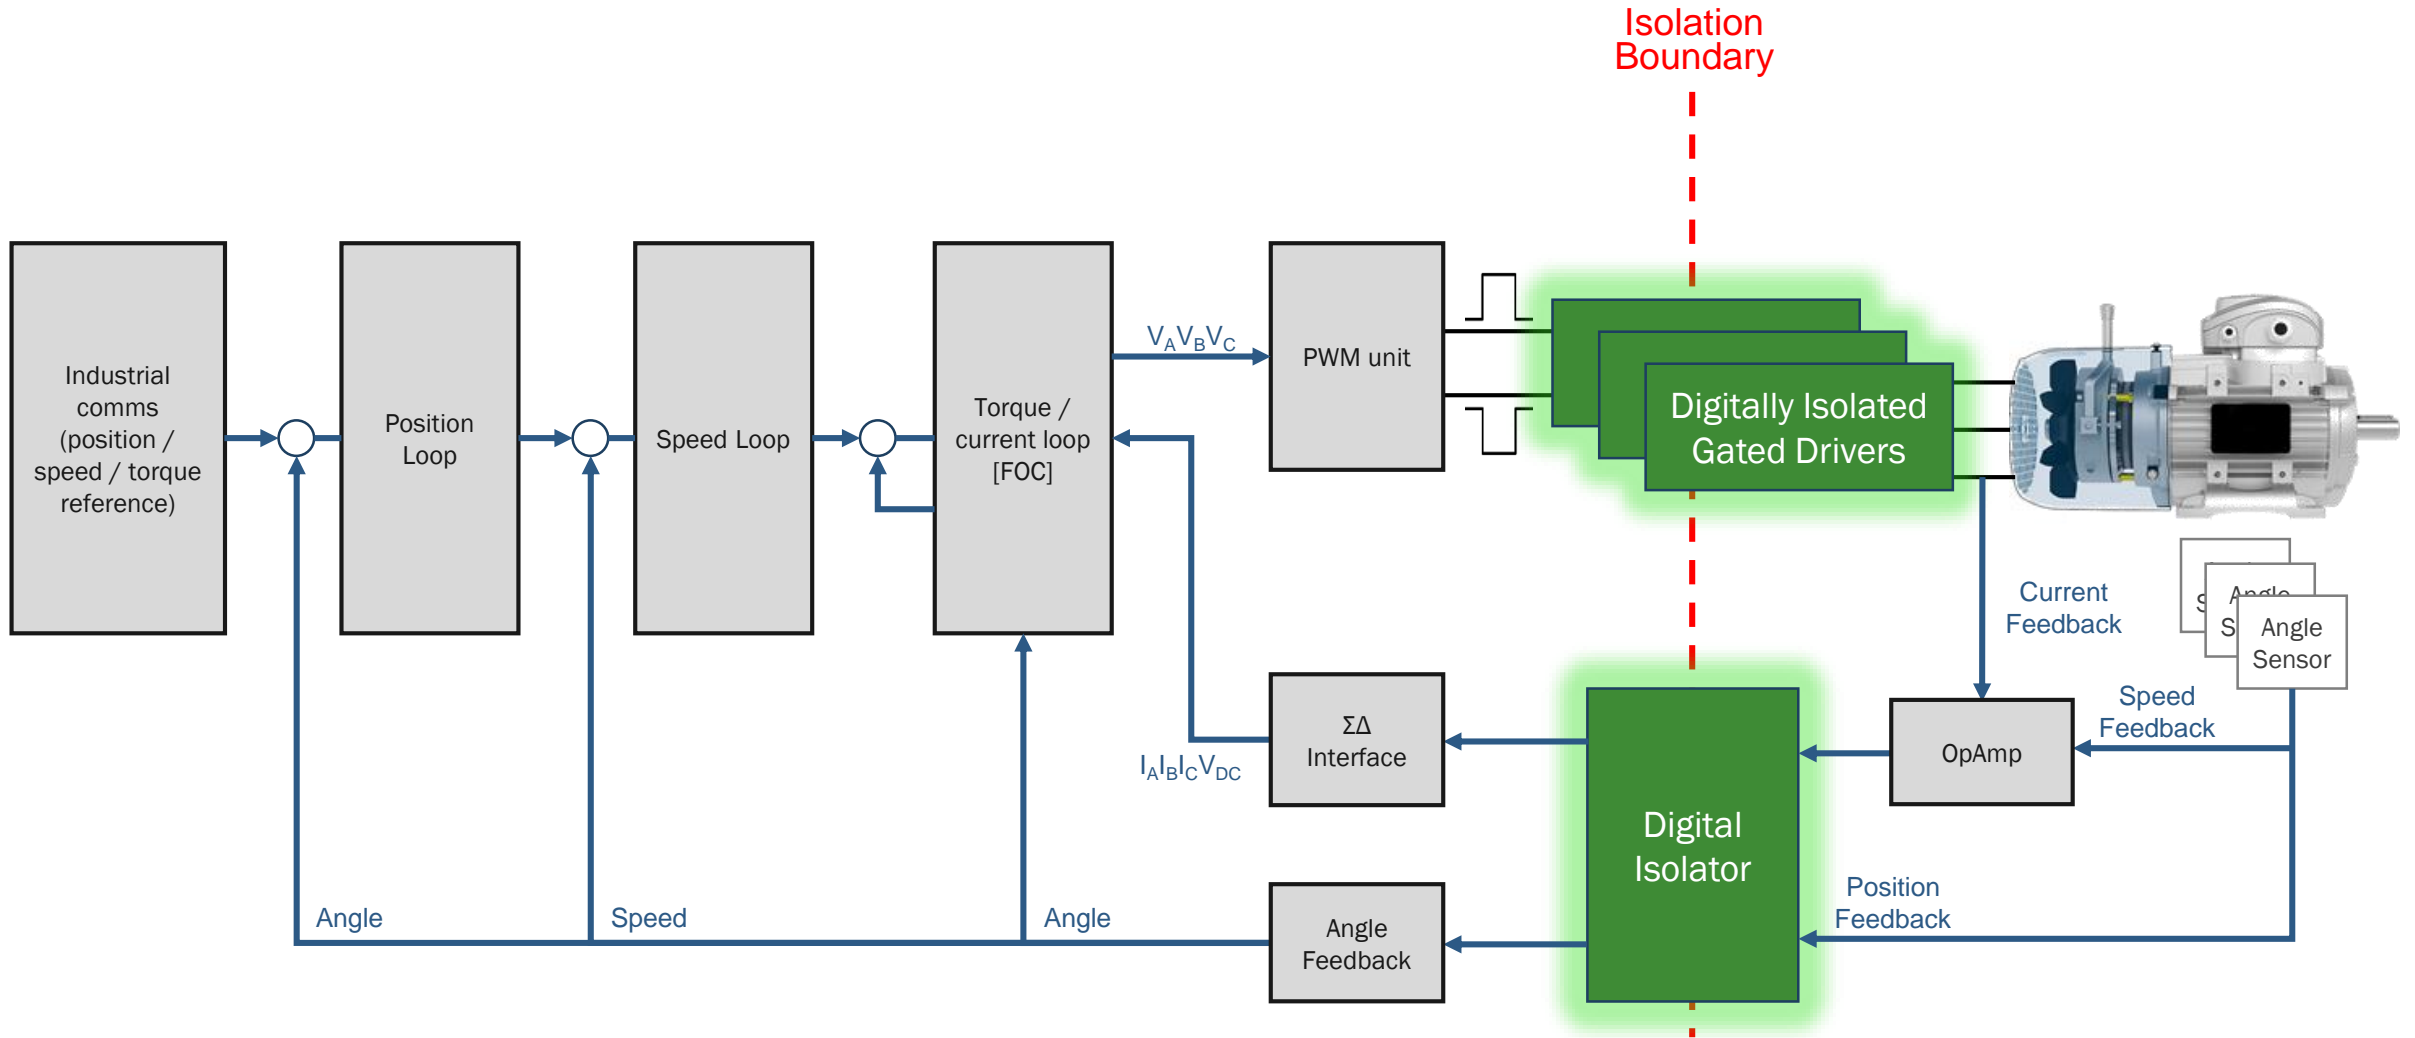 Isolation
Boundary
Industrial
comms
(position /
speed / torque
reference)
Position
Loop
Speed Loop
Torque /
current loop
[FOC]
VAVBVC
PWM unit
Digitally Isolated
Gated Drivers
Current
Feedback
Angle
S
Angle
Sensor
Speed
Feedback
ΣΔ
Interface
IAIBICVDC
OpAmp
Digital
Isolator
Position
Feedback
Angle
Speed
Angle
Angle
Feedback